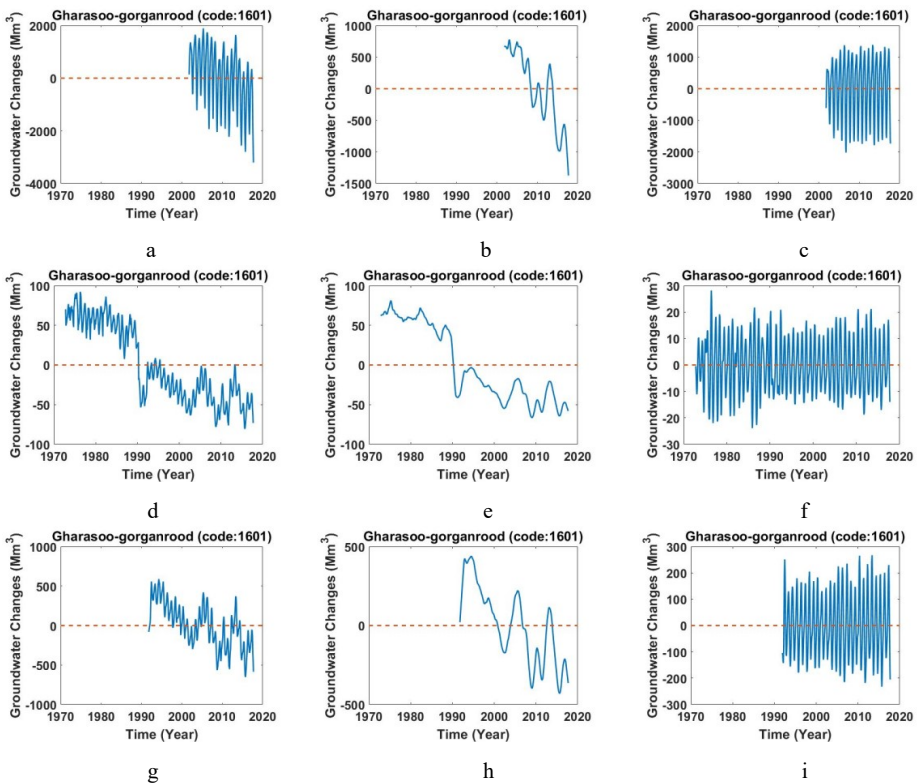 Gharasoo-gorganrood (code:1601)
Groundwater Changes (Mm³)
2000
0
-2000
-4000
1970 1980 1990 2000 2010 2020
Time (Year)
a
Gharasoo-gorganrood (code:1601)
Groundwater Changes (Mm³)
1000
500
0
-500
-1000
-1500
1970 1980 1990 2000 2010 2020
Time (Year)
b
Gharasoo-gorganrood (code:1601)
Groundwater Changes (Mm³)
2000
1000
0
-1000
-2000
-3000
1970 1980 1990 2000 2010 2020
Time (Year)
c
Gharasoo-gorganrood (code:1601)
Groundwater Changes (Mm³)
100
50
0
-50
-100
1970 1980 1990 2000 2010 2020
Time (Year)
d
Gharasoo-gorganrood (code:1601)
Groundwater Changes (Mm³)
100
50
0
-50
-100
1970 1980 1990 2000 2010 2020
Time (Year)
e
Gharasoo-gorganrood (code:1601)
Groundwater Changes (Mm³)
30
20
10
0
-10
-20
-30
1970 1980 1990 2000 2010 2020
Time (Year)
f
Gharasoo-gorganrood (code:1601)
Groundwater Changes (Mm³)
1000
500
0
-500
-1000
1970 1980 1990 2000 2010 2020
Time (Year)
g
Gharasoo-gorganrood (code:1601)
Groundwater Changes (Mm³)
500
0
-500
1970 1980 1990 2000 2010 2020
Time (Year)
h
Gharasoo-gorganrood (code:1601)
Groundwater Changes (Mm³)
300
200
100
0
-100
-200
-300
1970 1980 1990 2000 2010 2020
Time (Year)
i